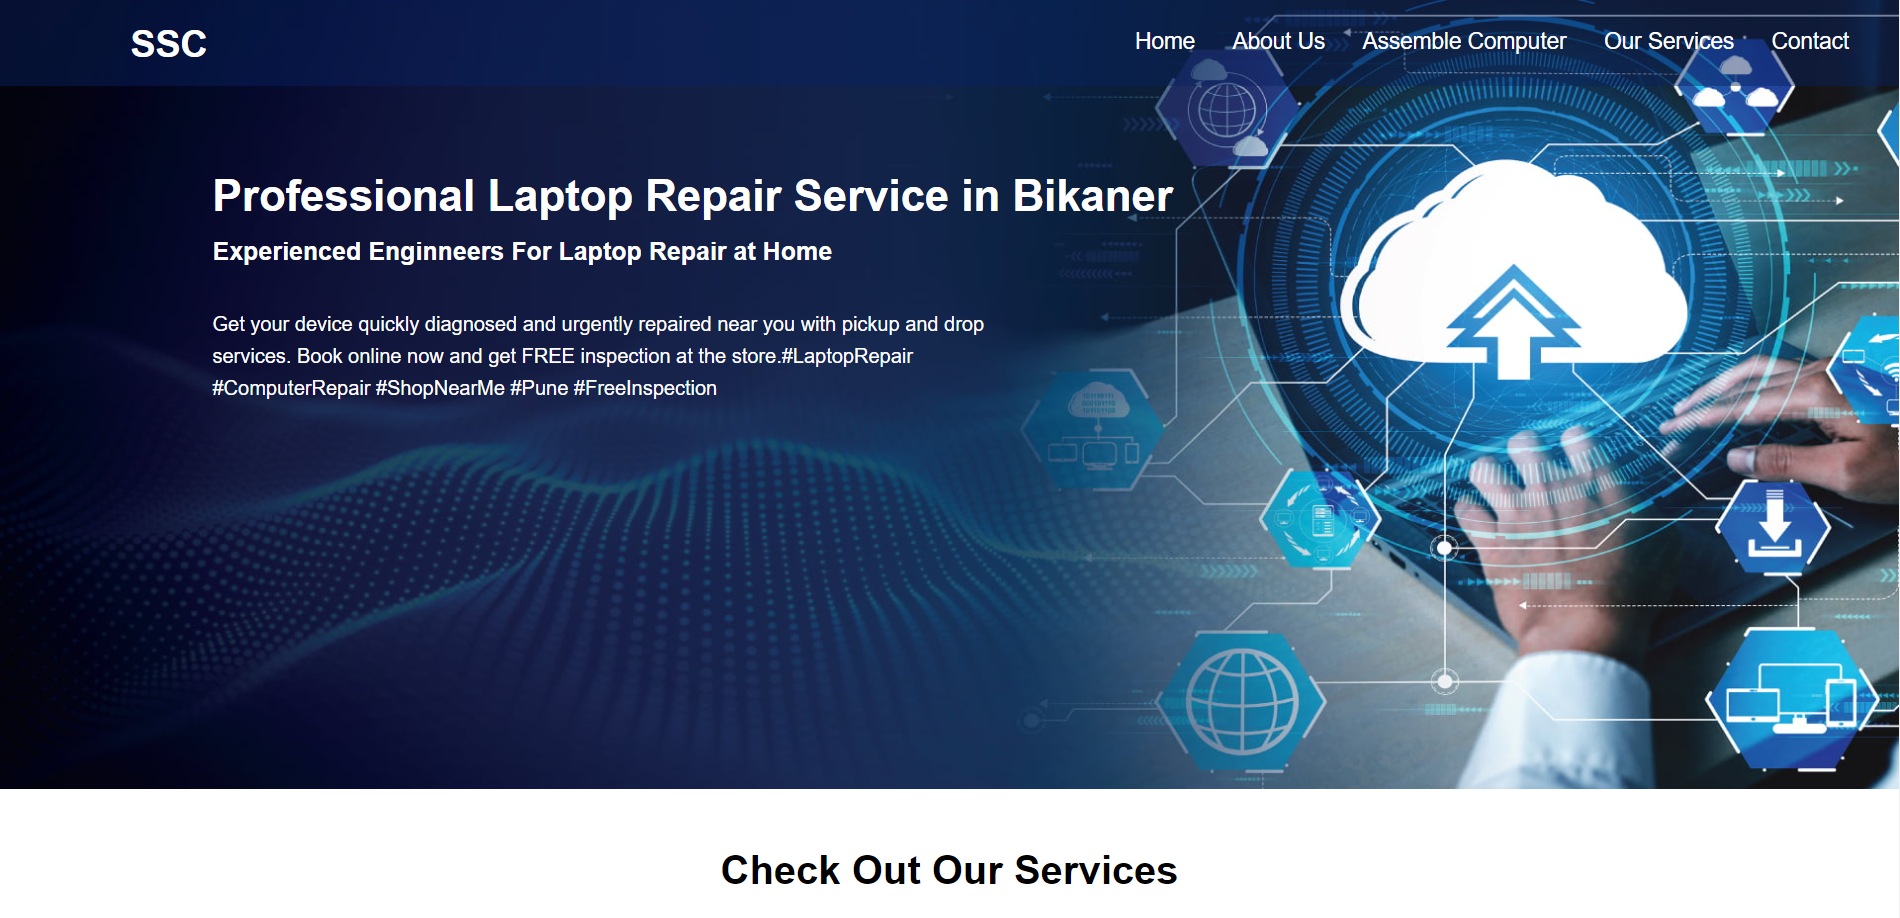 SSC
Home About Us Assemble Computer Our Services Contact
Professional Laptop Repair Service in Bikaner
Experienced Enginneers For Laptop Repair at Home
Get your device quickly diagnosed and urgently repaired near you with pickup and drop
services. Book online now and get FREE inspection at the store.#LaptopRepair
#ComputerRepair #ShopNearMe #Pune #FreeInspection
Check Out Our Services